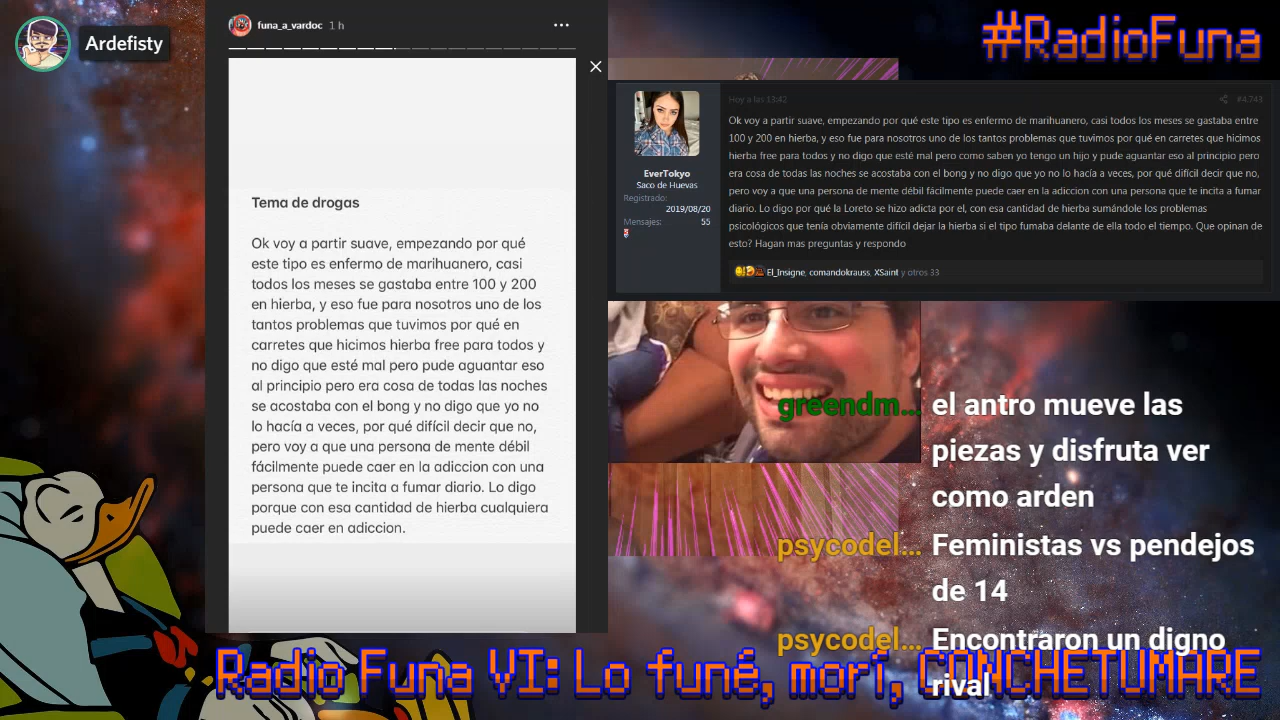 Ardefisty
funa_a_vardoc 1 h
Tema de drogas
Ok voy a partir suave, empezando por qué
este tipo es enfermo de marihuanero, casi
todos los meses se gastaba entre 100 y 200
en hierba, y eso fue para nosotros uno de los
tantos problemas que tuvimos por qué en
carretes que hicimos hierba free para todos y
no digo que esté mal pero pude aguantar eso
al principio pero era cosa de todas las noches
se acostaba con el bong y no digo que yo no
lo hacía a veces, por qué difícil decir que no,
pero voy a que una persona de mente débil
fácilmente puede caer en la adiccion con una
persona que te incita a fumar diario. Lo digo
porque con esa cantidad de hierba cualquiera
puede caer en adiccion.
#RadioFuna
Hoy a las 13:42
#4.743
EverTokyo
Saco de Huevas
Registrado:
2019/08/20
Mensajes: 55
Ok voy a partir suave, empezando por qué este tipo es enfermo de marihuanero, casi todos los meses se gastaba entre
100 y 200 en hierba, y eso fue para nosotros uno de los tantos problemas que tuvimos por qué en carretes que hicimos
hierba free para todos y no digo que esté mal pero como saben yo tengo un hijo y pude aguantar eso al principio pero
era cosa de todas las noches se acostaba con el bong y no digo que yo no lo hacía a veces, por qué difícil decir que no,
pero voy a que una persona de mente débil fácilmente puede caer en la adiccion con una persona que te incita a fumar
diario. Lo digo por qué la Loreto se hizo adicta por el, con esa cantidad de hierba sumándole los problemas
psicológicos que tenía obviamente difícil dejar la hierba si el tipo fumaba delante de ella todo el tiempo. Que opinan de
esto? Hagan mas preguntas y respondo
El_Insigne, comandokrauss, XSaint y otros 33
greendm... el antro mueve las
piezas y disfruta ver
como arden
psycodel... Feministas vs pendejos
de 14
psycodel... Encontraron un digno
rival
Radio Funa VI: Lo funé, morí, CONCHETUMARE